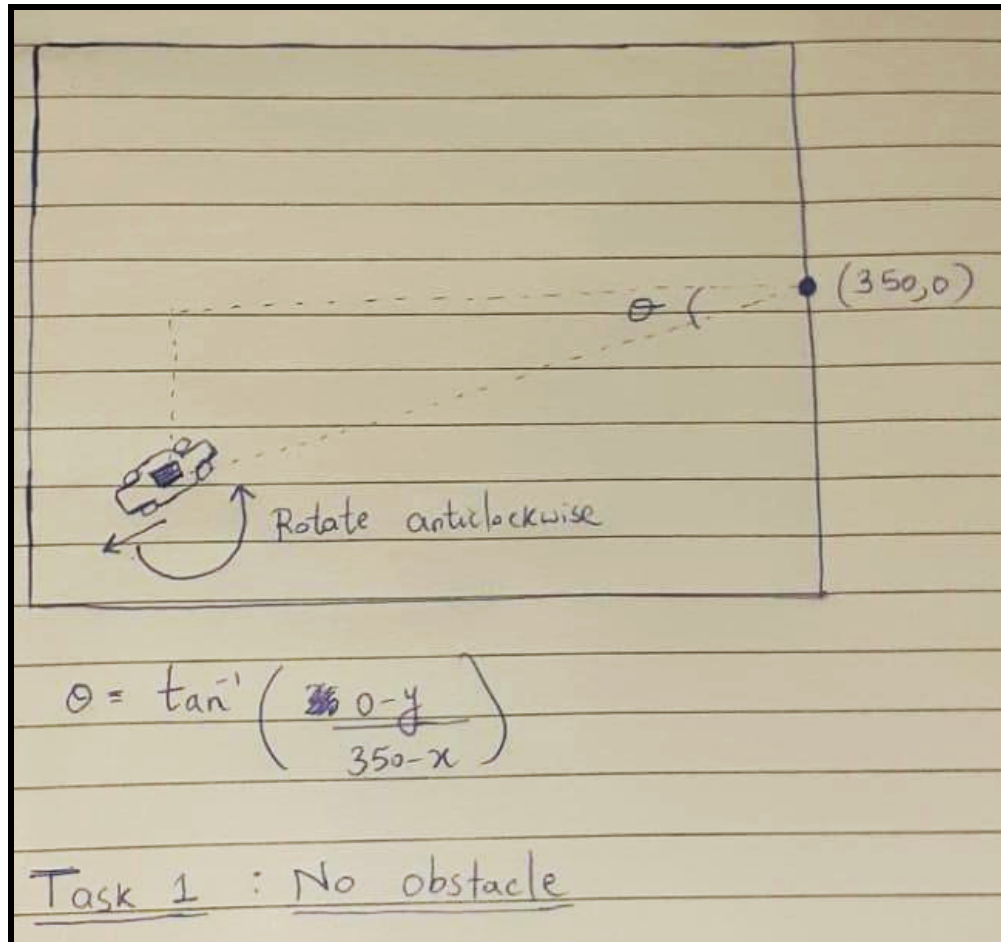 θ (350,0)
Rotate anticlockwise
θ = tan⁻¹ ( 0-y / 350-x )
Task 1 : No obstacle